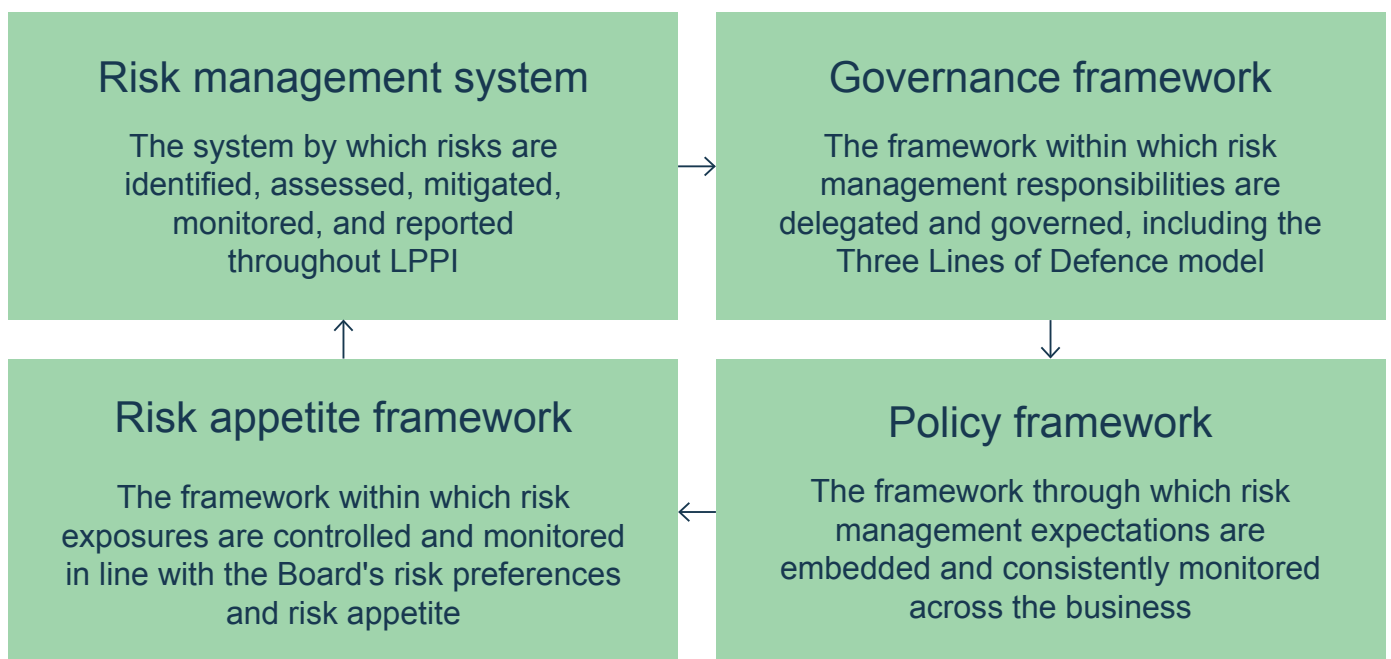 Risk management system
The system by which risks are
identified, assessed, mitigated,
monitored, and reported
throughout LPPI
Governance framework
The framework within which risk
management responsibilities are
delegated and governed, including the
Three Lines of Defence model
Risk appetite framework
The framework within which risk
exposures are controlled and monitored
in line with the Board's risk preferences
and risk appetite
Policy framework
The framework through which risk
management expectations are
embedded and consistently monitored
across the business